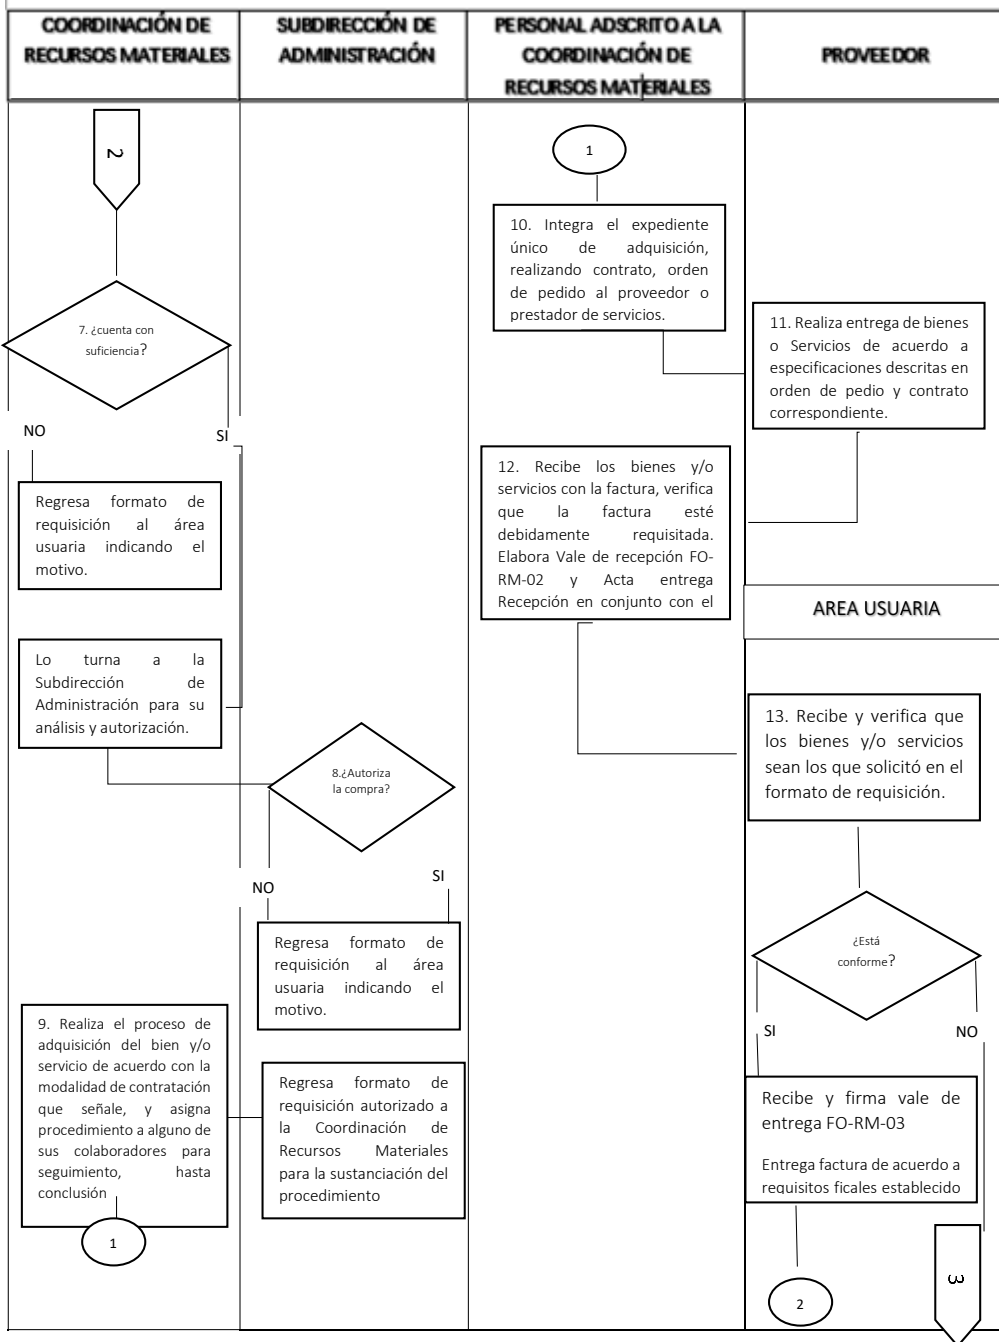 COORDINACIÓN DE
RECURSOS MATERIALES
SUBDIRECCIÓN DE
ADMINISTRACIÓN
PERSONAL ADSCRITO A LA
COORDINACIÓN DE
RECURSOS MATERIALES
PROVEEDOR
2
7. ¿cuenta con
suficiencia?
NO
SI
Regresa formato de
requisición al área
usuaria indicando el
motivo.
Lo turna a la
Subdirección de
Administración para su
análisis y autorización.
8.¿Autoriza
la compra?
NO
SI
Regresa formato de
requisición al área
usuaria indicando el
motivo.
Regresa formato de
requisición autorizado a
la Coordinación de
Recursos Materiales
para la sustanciación del
procedimiento
9. Realiza el proceso de
adquisición del bien y/o
servicio de acuerdo con la
modalidad de contratación
que señale, y asigna
procedimiento a alguno de
sus colaboradores para
seguimiento, hasta
conclusión
1
1
10. Integra el expediente
único de adquisición,
realizando contrato, orden
de pedido al proveedor o
prestador de servicios.
11. Realiza entrega de bienes
o Servicios de acuerdo a
especificaciones descritas en
orden de pedio y contrato
correspondiente.
12. Recibe los bienes y/o
servicios con la factura, verifica
que la factura esté
debidamente requisitada.
Elabora Vale de recepción FO-
RM-02 y Acta entrega
Recepción en conjunto con el
AREA USUARIA
13. Recibe y verifica que
los bienes y/o servicios
sean los que solicitó en el
formato de requisición.
¿Está
conforme?
SI
NO
Recibe y firma vale de
entrega FO-RM-03
Entrega factura de acuerdo a
requisitos ficales establecido
2
3